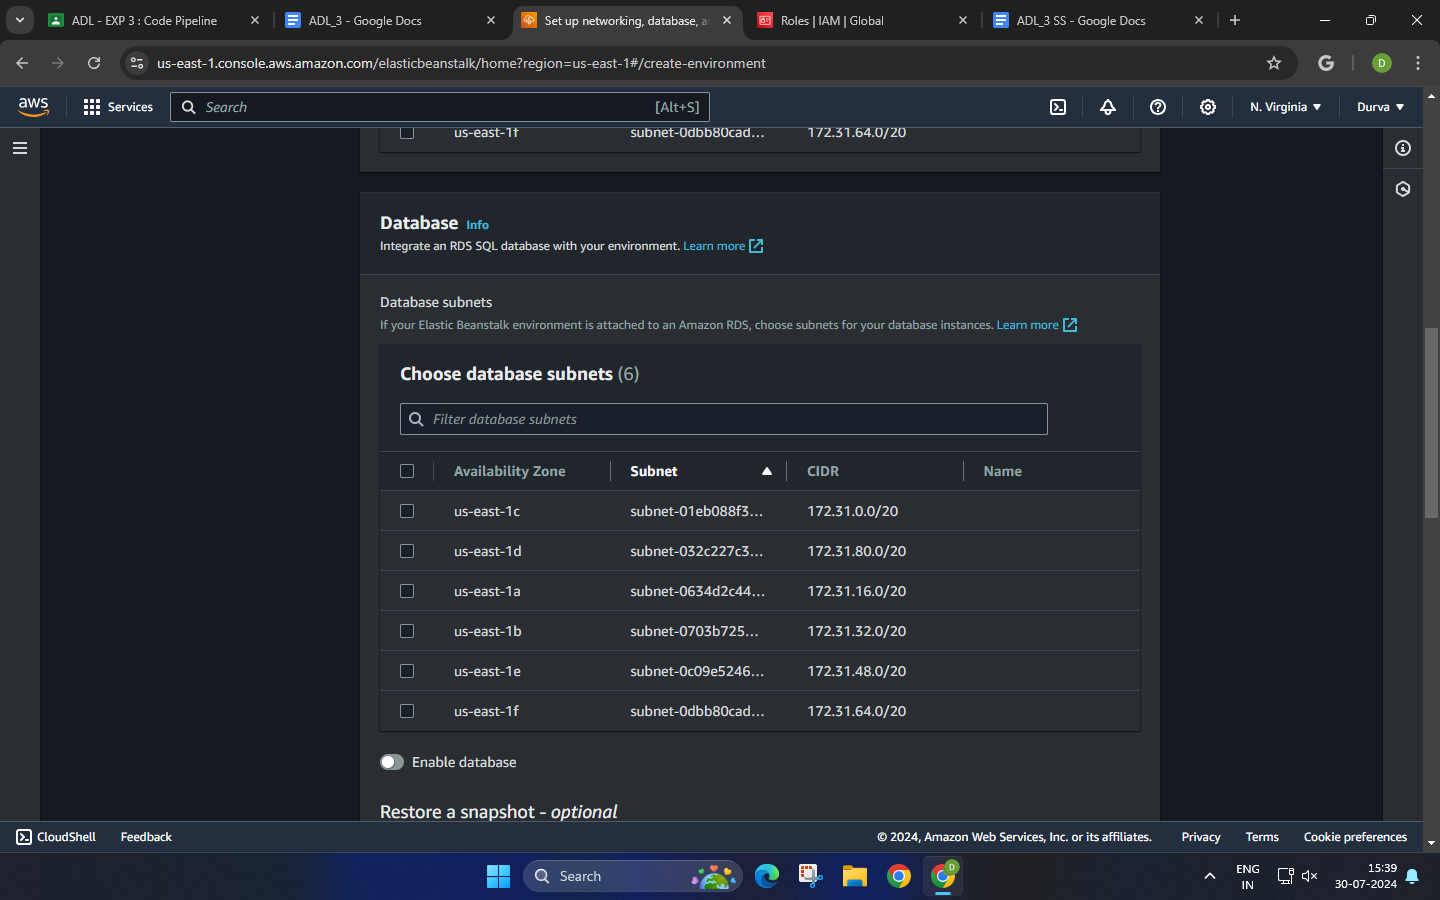 ADL - EXP 3 : Code Pipeline
ADL_3 - Google Docs
Set up networking, database, a
Roles | IAM | Global
ADL_3 SS - Google Docs
us-east-1.console.aws.amazon.com/elasticbeanstalk/home?region=us-east-1#/create-environment
G
D
aws
Services
Search
[Alt+S]
N. Virginia
Durva
us-east-1f subnet-0dbb80cad... 172.31.64.0/20
Database Info
Integrate an RDS SQL database with your environment. Learn more
Database subnets
If your Elastic Beanstalk environment is attached to an Amazon RDS, choose subnets for your database instances. Learn more
Choose database subnets (6)
Filter database subnets
Availability Zone Subnet CIDR Name
us-east-1c subnet-01eb088f3... 172.31.0.0/20
us-east-1d subnet-032c227c3... 172.31.80.0/20
us-east-1a subnet-0634d2c44... 172.31.16.0/20
us-east-1b subnet-0703b725... 172.31.32.0/20
us-east-1e subnet-0c09e5246... 172.31.48.0/20
us-east-1f subnet-0dbb80cad... 172.31.64.0/20
Enable database
Restore a snapshot - optional
CloudShell Feedback © 2024, Amazon Web Services, Inc. or its affiliates. Privacy Terms Cookie preferences
Search
D
ENG
IN
15:39
30-07-2024